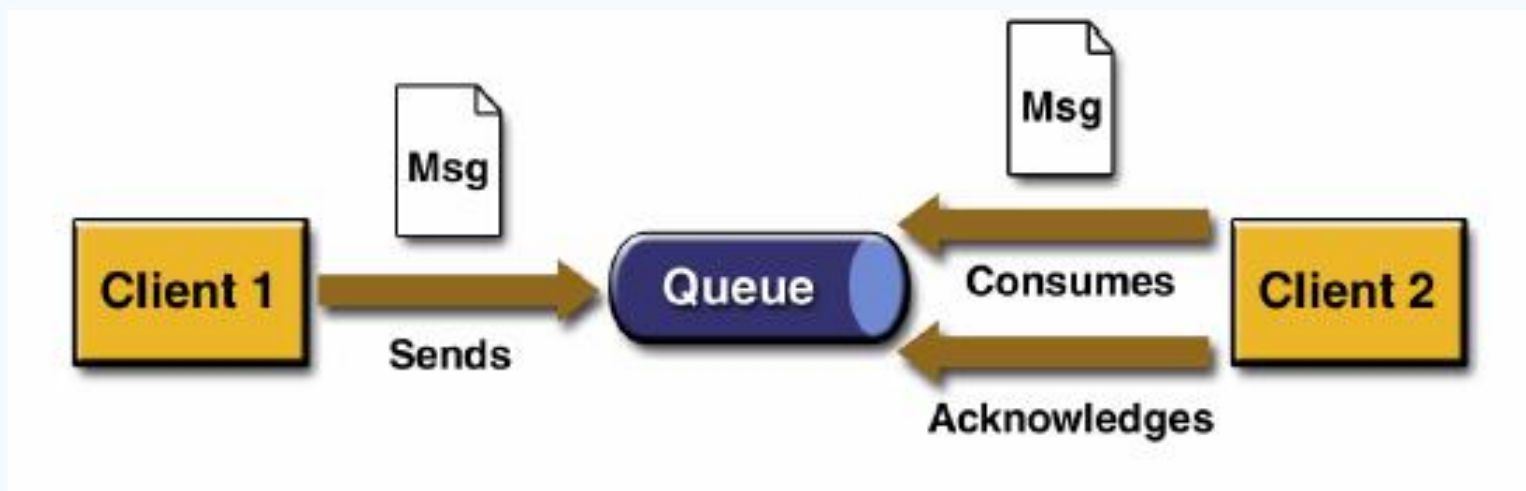 Msg
Msg
Client 1
Queue
Consumes
Client 2
Sends
Acknowledges